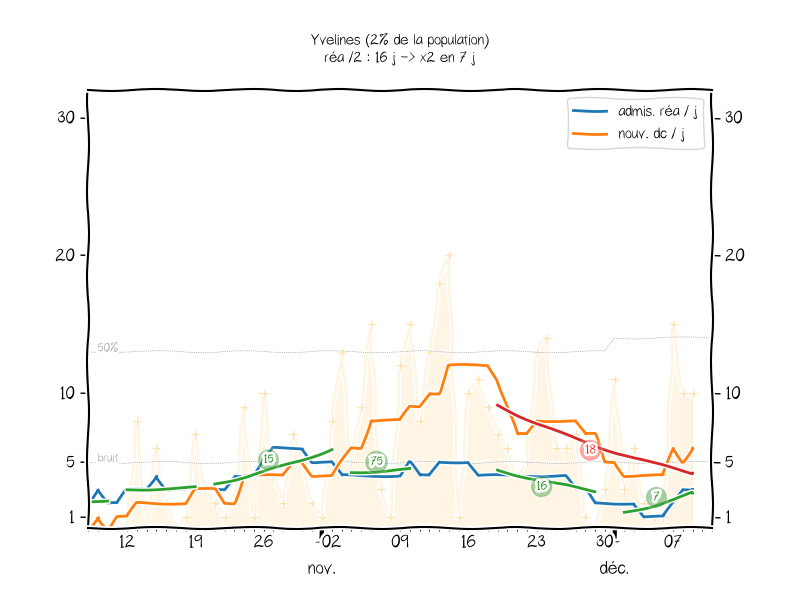 Yvelines (2% de la population)
réa /2 : 16 j -> x2 en 7 j
admis. réa / j
nouv. dc / j
30
30
20
20
50%
10
10
bruit
5
5
1
1
15
75
16
18
7
12 19 26 02 09 16 23 30 07
nov. déc.